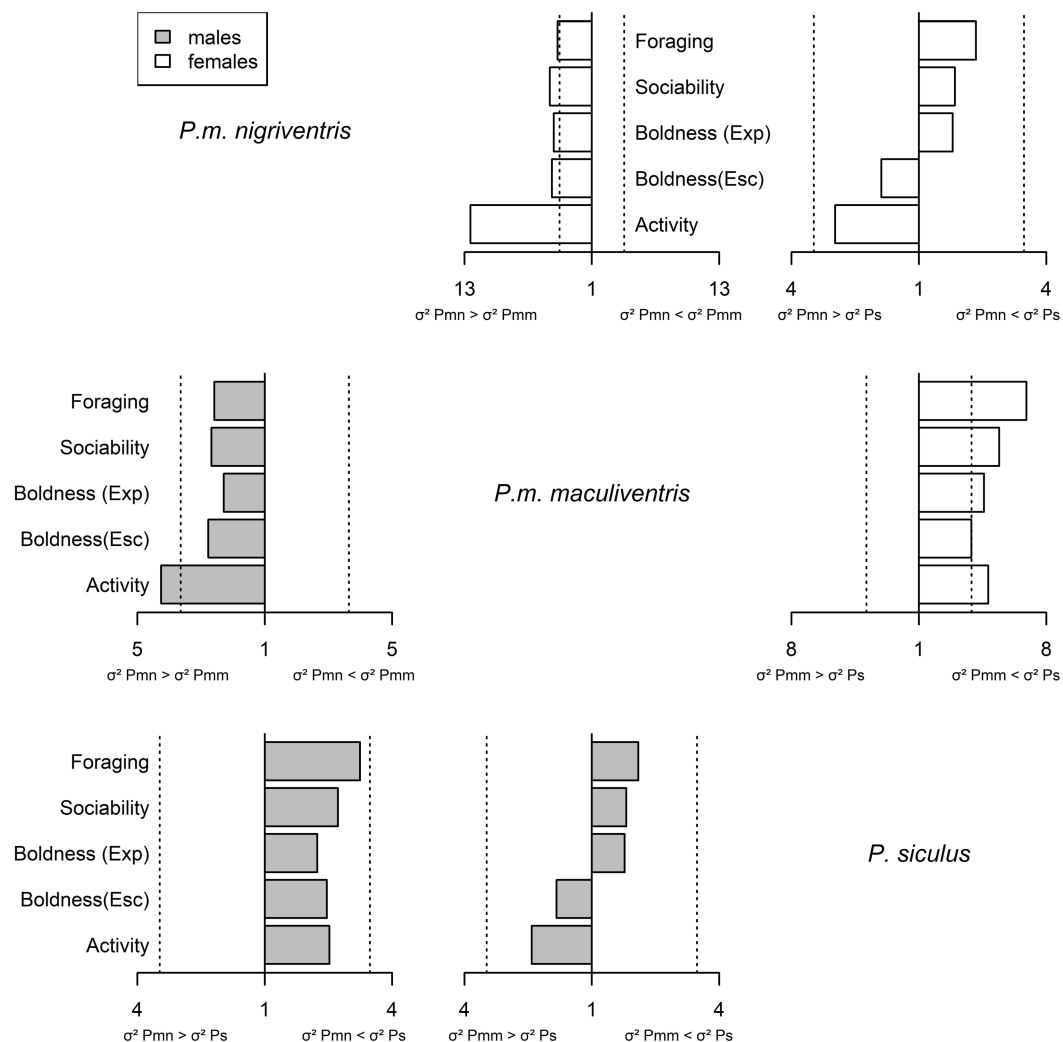 males
females
P.m. nigriventris
Foraging
Sociability
Boldness (Exp)
Boldness(Esc)
Activity
13 1 13
σ² Pmn > σ² Pmm σ² Pmn < σ² Pmm
4 1 4
σ² Pmn > σ² Ps σ² Pmn < σ² Ps
Foraging
Sociability
Boldness (Exp)
Boldness(Esc)
Activity
5 1 5
σ² Pmn > σ² Pmm σ² Pmn < σ² Pmm
P.m. maculiventris
8 1 8
σ² Pmm > σ² Ps σ² Pmm < σ² Ps
Foraging
Sociability
Boldness (Exp)
Boldness(Esc)
Activity
4 1 4
σ² Pmn > σ² Ps σ² Pmn < σ² Ps
4 1 4
σ² Pmm > σ² Ps σ² Pmm < σ² Ps
P. siculus